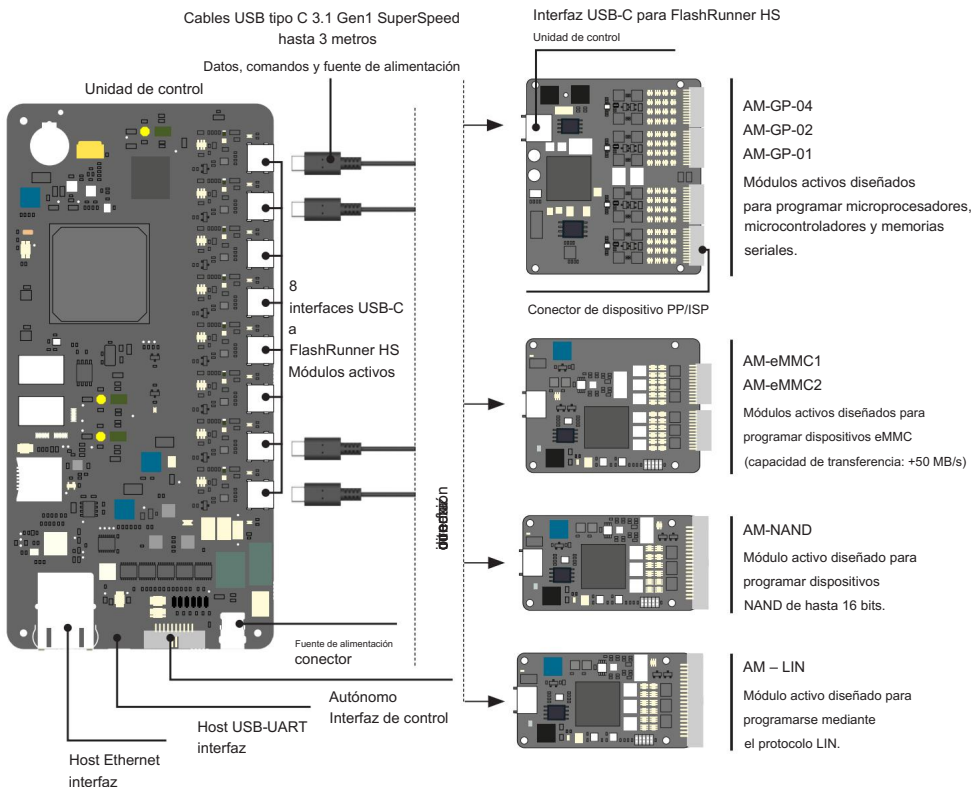 Cables USB tipo C 3.1 Gen1 SuperSpeed
hasta 3 metros
Datos, comandos y fuente de alimentación
Unidad de control
8
interfaces USB-C
a
FlashRunner HS
Módulos activos
Fuente de alimentación
conector
Autónomo
Interfaz de control
Host USB-UART
interfaz
Host Ethernet
interfaz
Interfaz USB-C para FlashRunner HS
Unidad de control
AM-GP-04
AM-GP-02
AM-GP-01
Módulos activos diseñados
para programar microprocesadores,
microcontroladores y memorias
seriales.
Conector de dispositivo PP/ISP
AM-eMMC1
AM-eMMC2
Módulos activos diseñados para
programar dispositivos eMMC
(capacidad de transferencia: +50 MB/s)
AM-NAND
Módulo activo diseñado para
programar dispositivos
NAND de hasta 16 bits.
AM – LIN
Módulo activo diseñado para
programarse mediante
el protocolo LIN.